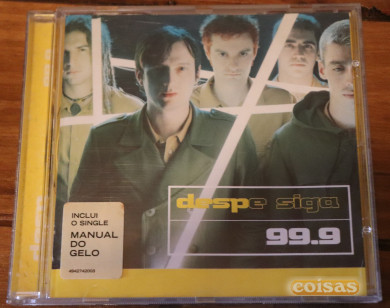 despe siga
99.9
INCLUI
O SINGLE
MANUAL
DO
GELO
coisas